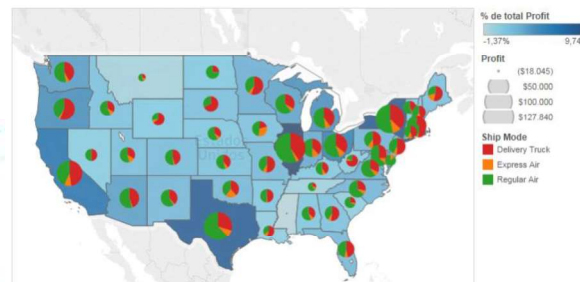 % de total Profit
-1,37% 9,74
Profit
($18.045)
$50.000
$100.000
$127.840
Ship Mode
Delivery Truck
Express Air
Regular Air